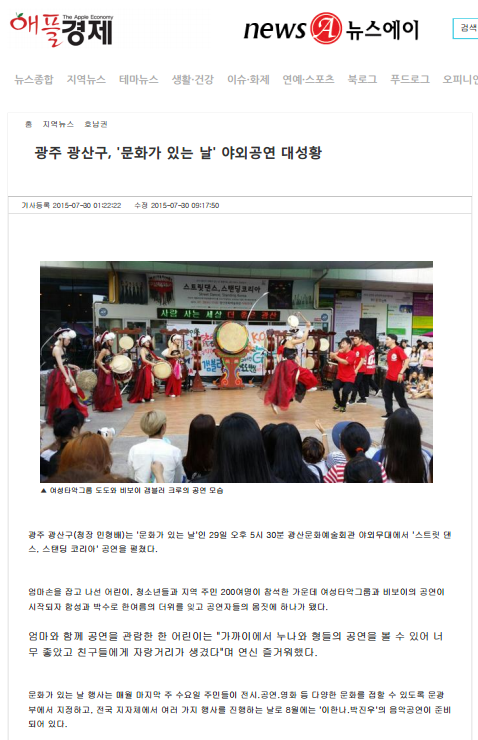 애플경제
The Apple Economy
news A 뉴스에이
검색
뉴스종합 지역뉴스 테마뉴스 생활·건강 이슈·화제 연예·스포츠 북로그 푸드로그 오피니언
홈 지역뉴스 호남권
광주 광산구, '문화가 있는 날' 야외공연 대성황
기사등록 2015-07-30 01:22:22 수정 2015-07-30 09:17:50
스트릿댄스, 스탠딩코리아
사람 사는 세상 더 좋은 광산
▲ 여성타악그룹 도도와 비보이 갬블러 크루의 공연 모습
광주 광산구(청장 민형배)는 '문화가 있는 날'인 29일 오후 5시 30분 광산문화예술회관 야외무대에서 '스트릿 댄
스, 스탠딩 코리아' 공연을 펼쳤다.
엄마손을 잡고 나선 어린이, 청소년들과 지역 주민 200여명이 참석한 가운데 여성타악그룹과 비보이의 공연이
시작되자 함성과 박수로 한여름의 더위를 잊고 공연자들의 몸짓에 하나가 됐다.
엄마와 함께 공연을 관람한 한 어린이는 "가까이에서 누나와 형들의 공연을 볼 수 있어 너
무 좋았고 친구들에게 자랑거리가 생겼다"며 연신 즐거워했다.
문화가 있는 날 행사는 매월 마지막 주 수요일 주민들이 전시.공연.영화 등 다양한 문화를 접할 수 있도록 문광
부에서 지정하고, 전국 지자체에서 여러 가지 행사를 진행하는 날로 8월에는 '이한나.박진우'의 음악공연이 준비
되어 있다.